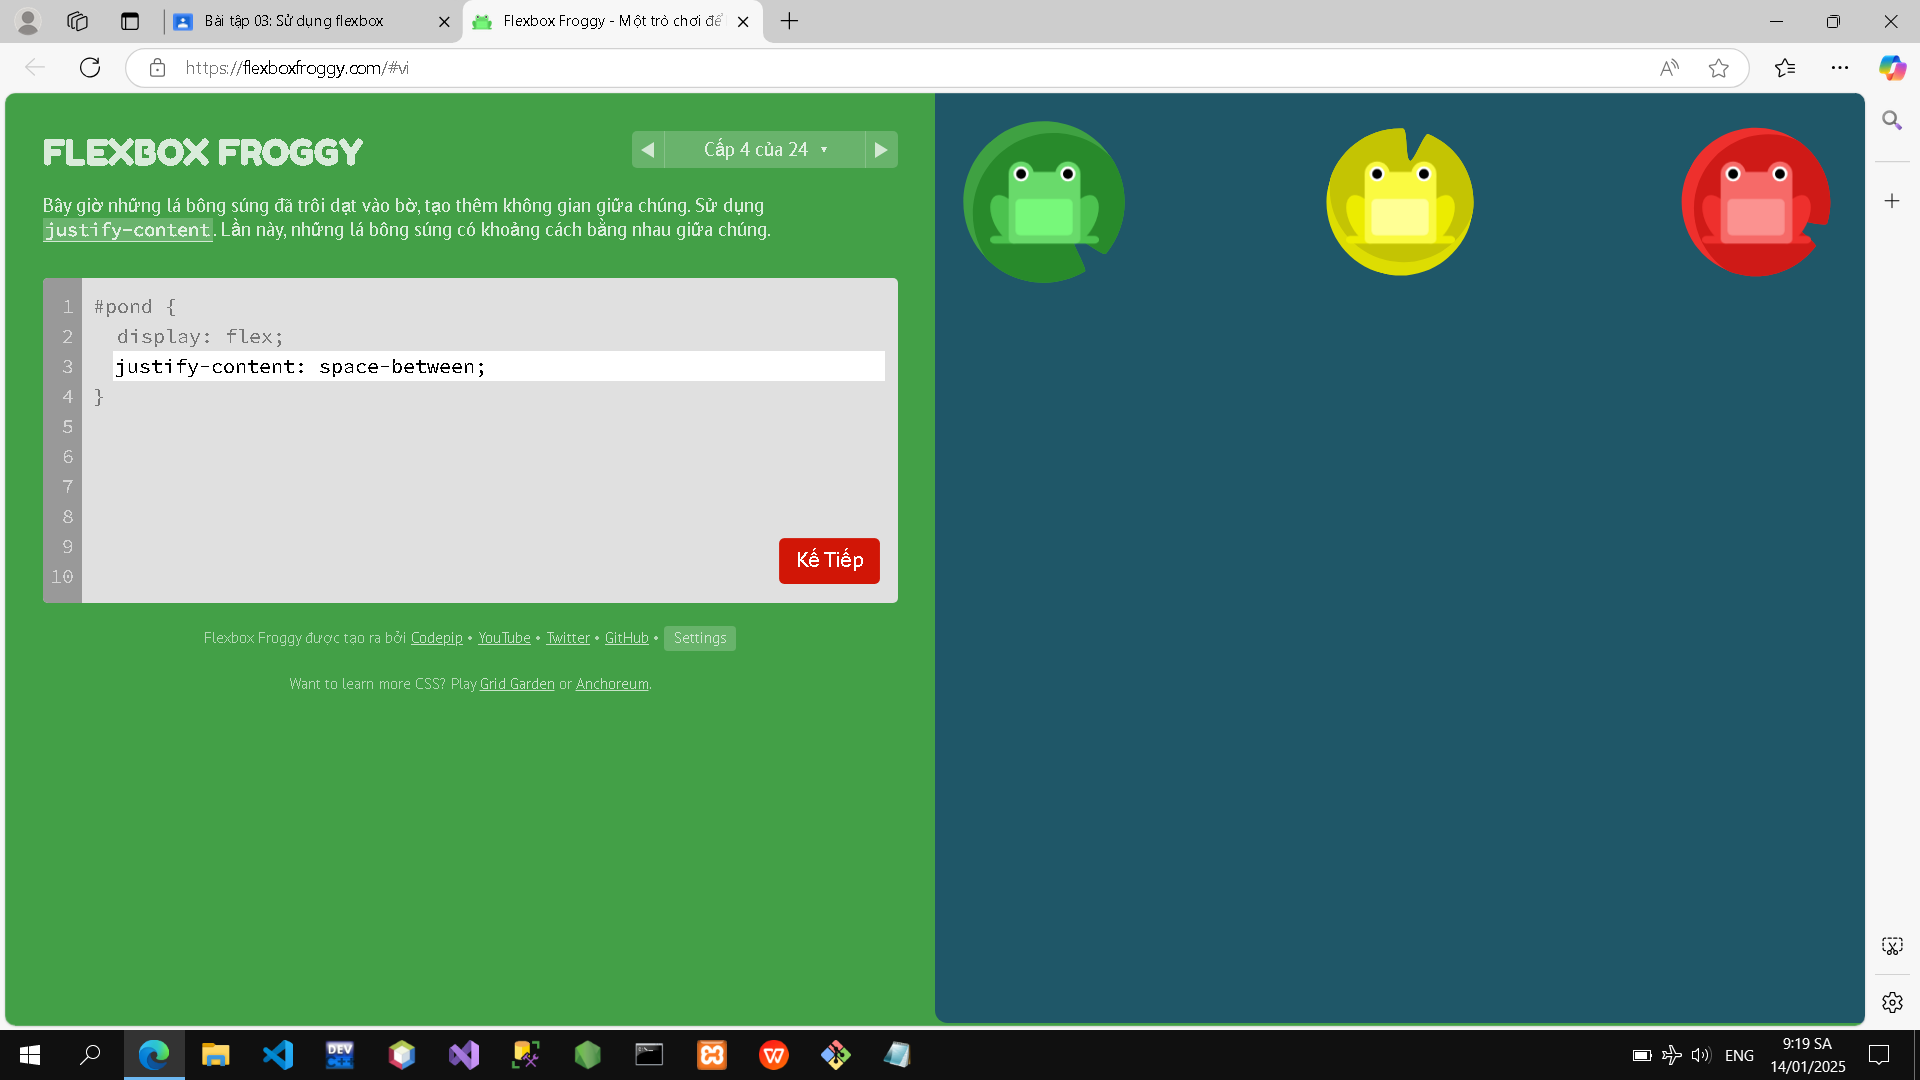 Bài tập 03: Sử dụng flexbox
Flexbox Froggy - Một trò chơi để
https://flexboxfroggy.com/#vi
FLEXBOX FROGGY
Cấp 4 của 24
Bây giờ những lá bông súng đã trôi dạt vào bờ, tạo thêm không gian giữa chúng. Sử dụng
justify-content. Lần này, những lá bông súng có khoảng cách bằng nhau giữa chúng.
1 #pond {
2 display: flex;
3 justify-content: space-between;
4 }
5
6
7
8
9
10
Kế Tiếp
Flexbox Froggy được tạo ra bởi Codepip • YouTube • Twitter • GitHub • Settings
Want to learn more CSS? Play Grid Garden or Anchoreum.
DEV
C++
W
ENG
9:19 SA
14/01/2025